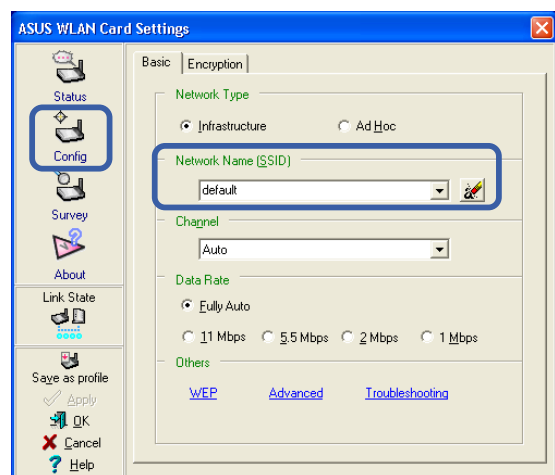 ASUS WLAN Card Settings
Status
Config
Survey
About
Link State
Save as profile
Apply
OK
Cancel
Help
Basic
Encryption
Network Type
Infrastructure
Ad Hoc
Network Name (SSID)
default
Channel
Auto
Data Rate
Fully Auto
11 Mbps
5.5 Mbps
2 Mbps
1 Mbps
Others
WEP
Advanced
Troubleshooting